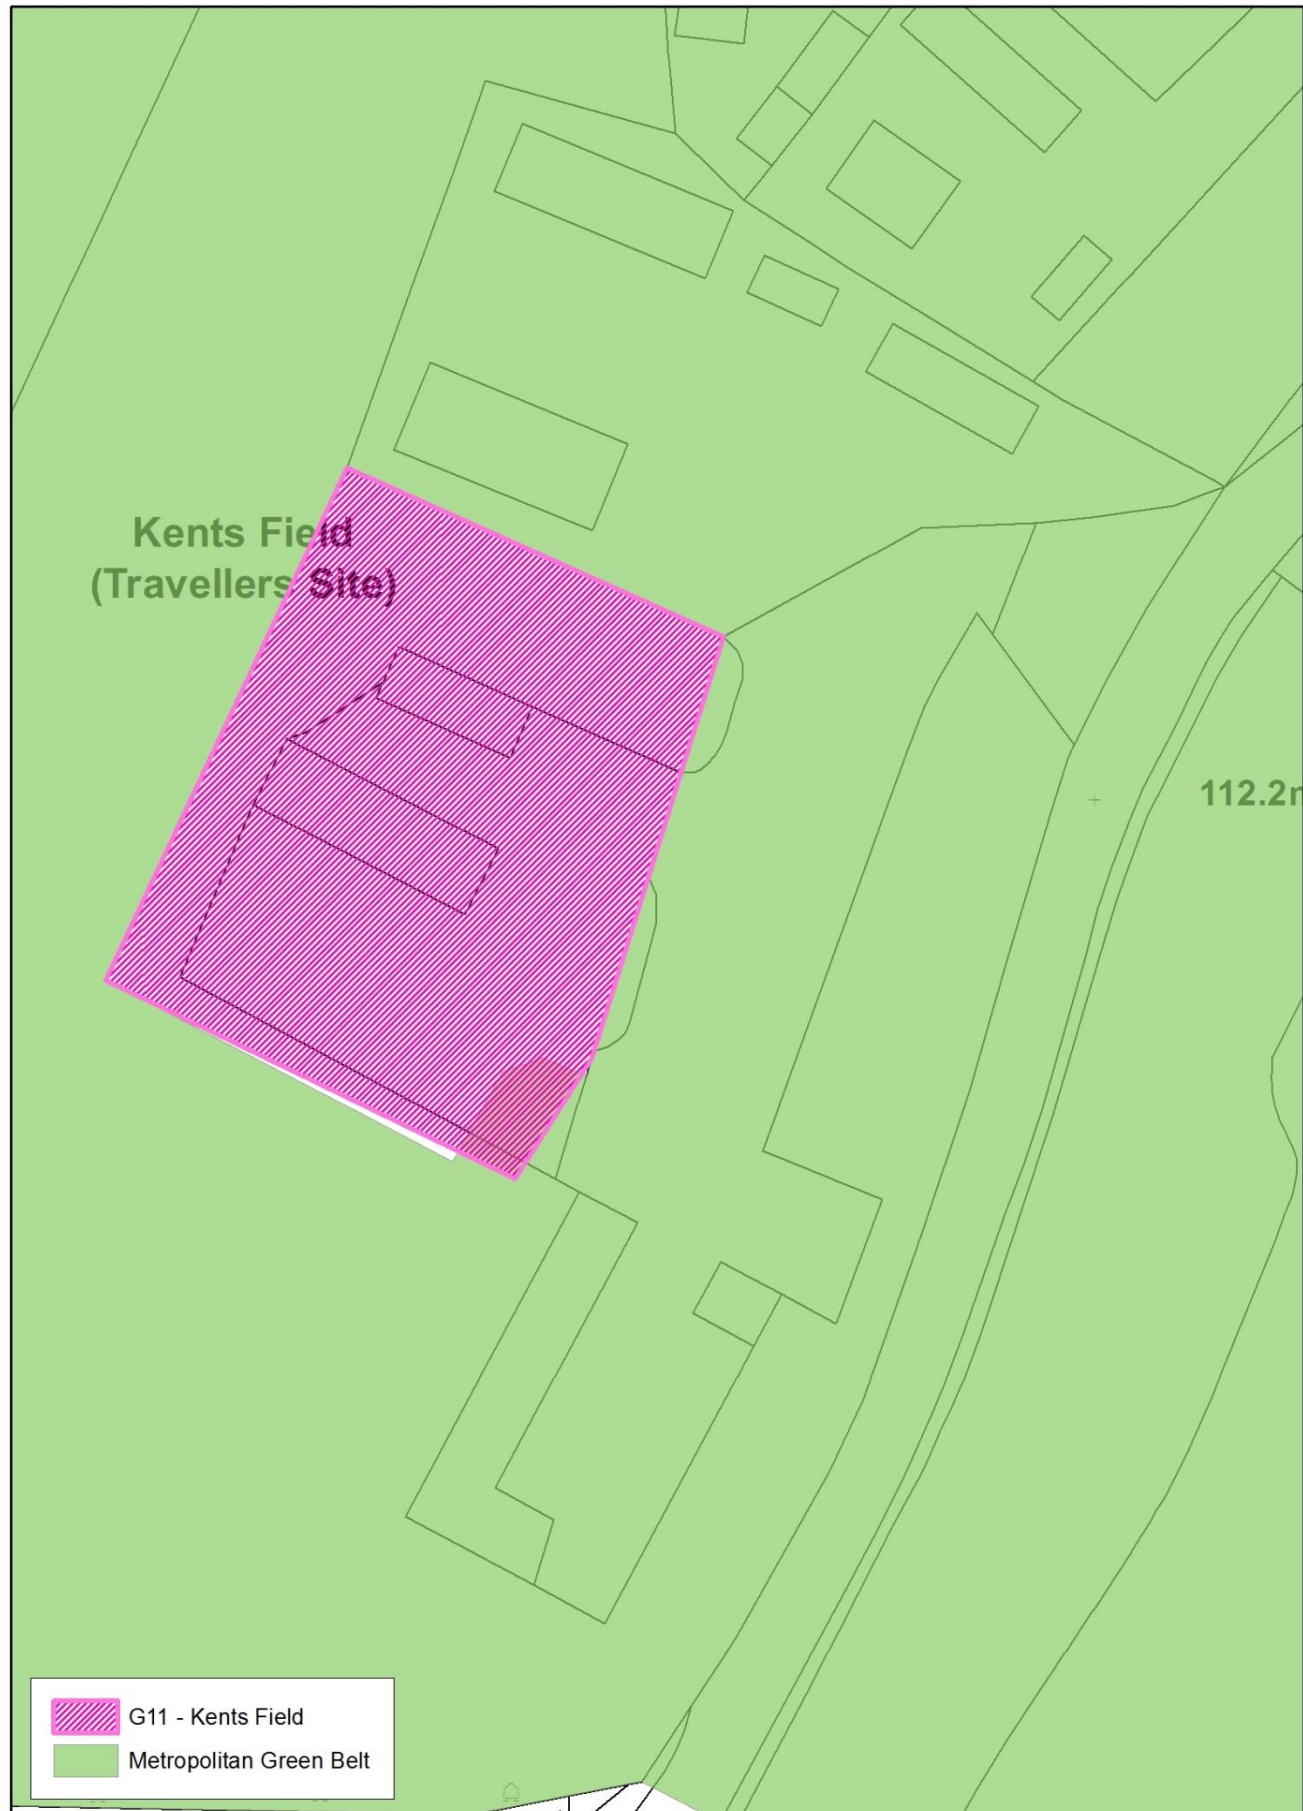 Kents Field
(Travellers Site)
112.2m
G11 - Kents Field
Metropolitan Green Belt